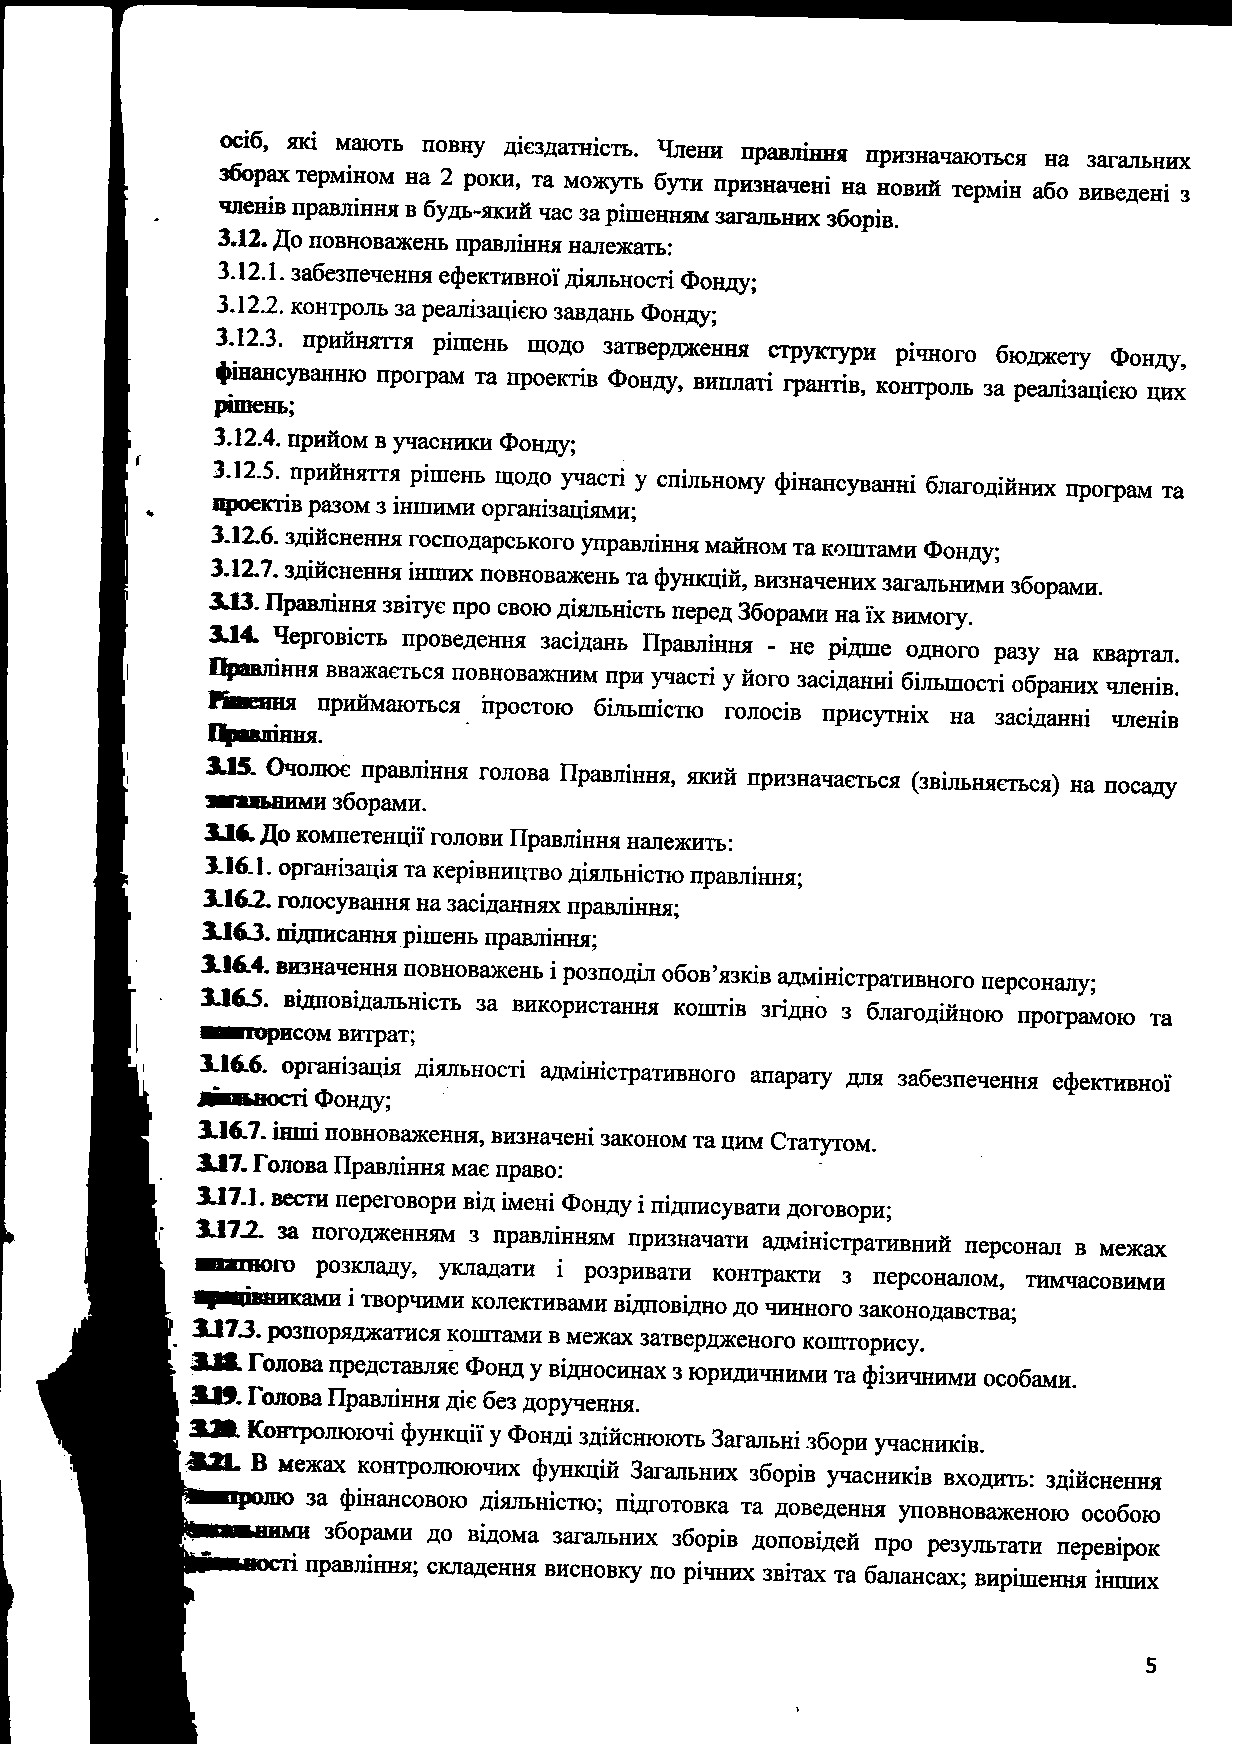 осіб, які мають повну дієздатність. Члени правління призначаються на загальних
зборах терміном на 2 роки, та можуть бути призначені на новий термін або виведені з
членів правління в будь-який час за рішенням загальних зборів.
3.12. До повноважень правління належать:
3.12.1. забезпечення ефективної діяльності Фонду;
3.12.2. контроль за реалізацією завдань Фонду;
3.12.3. прийняття рішень щодо затвердження структури річного бюджету Фонду,
фінансуванню програм та проектів Фонду, виплаті грантів, контроль за реалізацією цих
рішень;
3.12.4. прийом в учасники Фонду;
3.12.5. прийняття рішень щодо участі у спільному фінансуванні благодійних програм та
проектів разом з іншими організаціями;
3.12.6. здійснення господарського управління майном та коштами Фонду;
3.12.7. здійснення інших повноважень та функцій, визначених загальними зборами.
3.13. Правління звітує про свою діяльність перед Зборами на їх вимогу.
3.14. Черговість проведення засідань Правління - не рідше одного разу на квартал.
Правління вважається повноважним при участі у його засіданні більшості обраних членів.
Рішення приймаються простою більшістю голосів присутніх на засіданні членів
Правління.
3.15. Очолює правління голова Правління, який призначається (звільняється) на посаду
загальними зборами.
3.16. До компетенції голови Правління належить:
3.16.1. організація та керівництво діяльністю правління;
3.16.2. голосування на засіданнях правління;
3.16.3. підписання рішень правління;
3.16.4. визначення повноважень і розподіл обов’язків адміністративного персоналу;
3.16.5. відповідальність за використання коштів згідно з благодійною програмою та
кошторисом витрат;
3.16.6. організація діяльності адміністративного апарату для забезпечення ефективної
діяльності Фонду;
3.16.7. інші повноваження, визначені законом та цим Статутом.
3.17. Голова Правління має право:
3.17.1. вести переговори від імені Фонду і підписувати договори;
3.17.2. за погодженням з правлінням призначати адміністративний персонал в межах
штатного розкладу, укладати і розривати контракти з персоналом, тимчасовими
працівниками і творчими колективами відповідно до чинного законодавства;
3.17.3. розпоряджатися коштами в межах затвердженого кошторису.
3.18. Голова представляє Фонд у відносинах з юридичними та фізичними особами.
3.19. Голова Правління діє без доручення.
3.20. Контролюючі функції у Фонді здійснюють Загальні збори учасників.
3.21. В межах контролюючих функцій Загальних зборів учасників входить: здійснення
контролю за фінансовою діяльністю; підготовка та доведення уповноваженою особою
загальними зборами до відома загальних зборів доповідей про результати перевірок
діяльності правління; складення висновку по річних звітах та балансах; вирішення інших
5